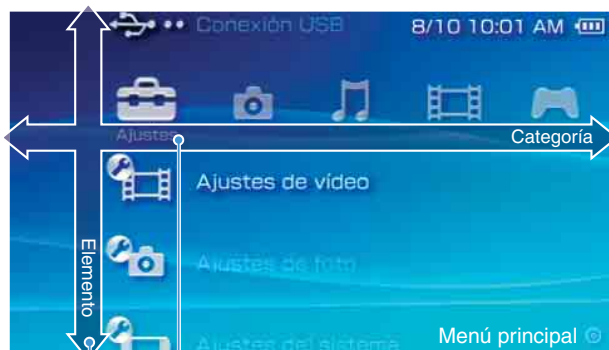 Conexión USB
8/10 10:01 AM
Ajustes
Categoría
Ajustes de vídeo
Elemento
Ajustes de foto
Ajustes del sistema
Menú principal